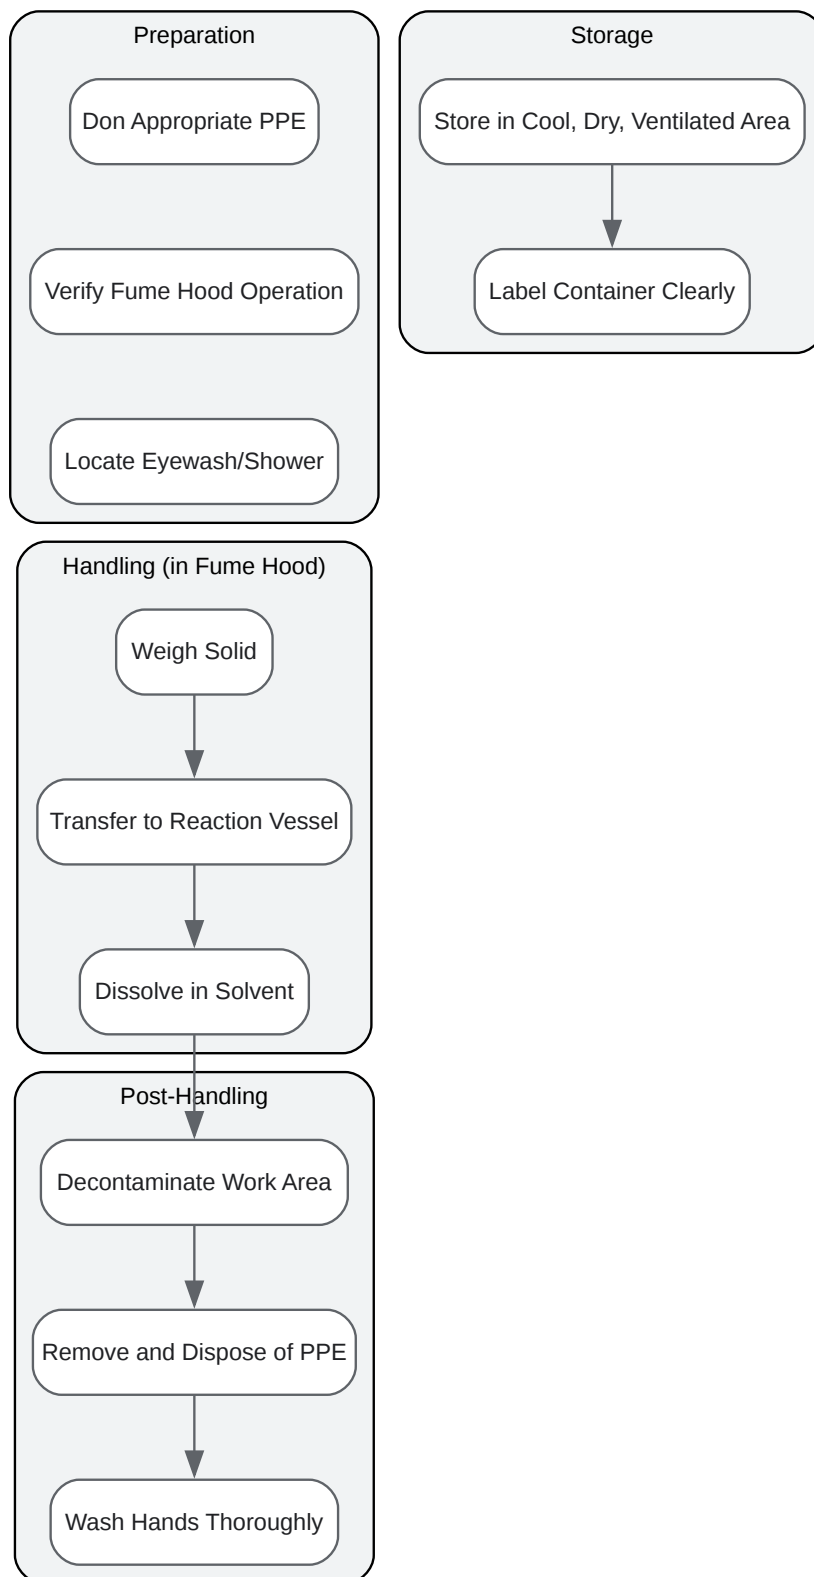 Preparation
Don Appropriate PPE
Verify Fume Hood Operation
Locate Eyewash/Shower
Storage
Store in Cool, Dry, Ventilated Area
Label Container Clearly
Handling (in Fume Hood)
Weigh Solid
Transfer to Reaction Vessel
Dissolve in Solvent
Post-Handling
Decontaminate Work Area
Remove and Dispose of PPE
Wash Hands Thoroughly